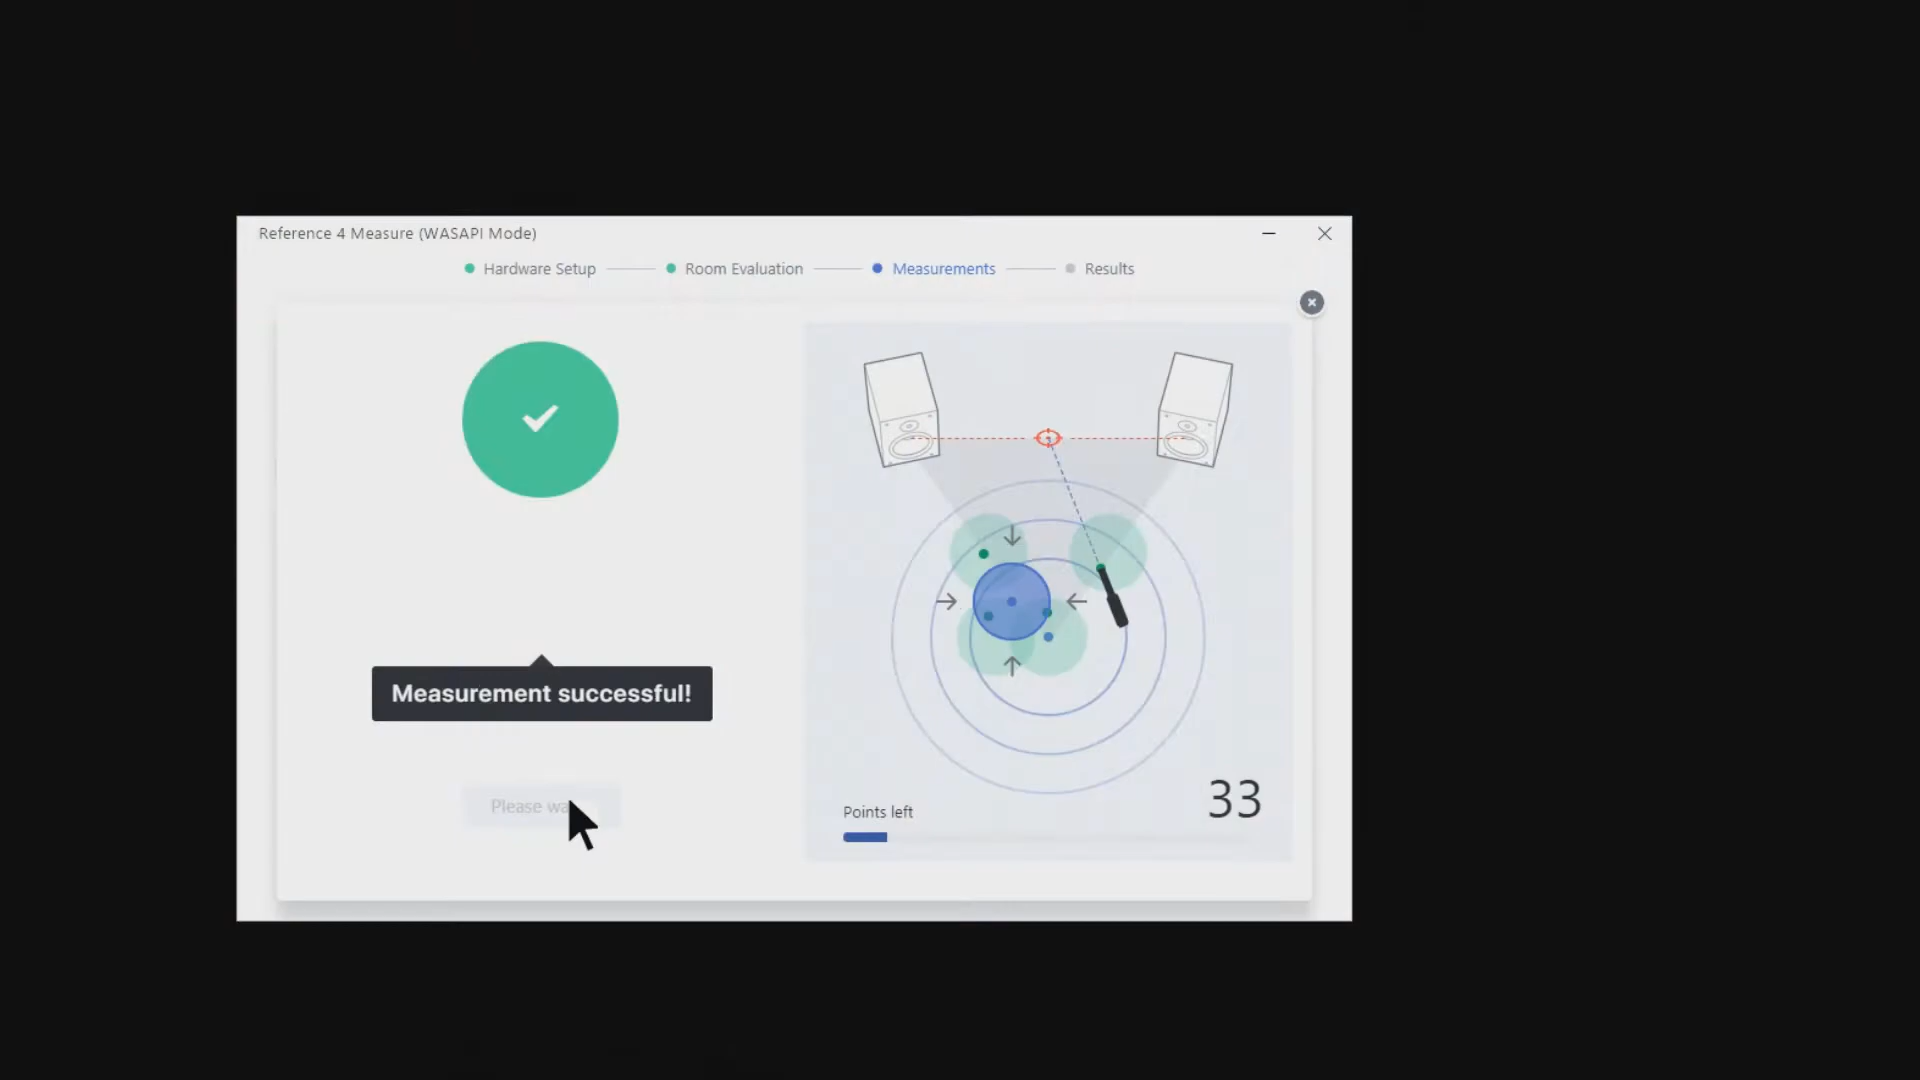 Reference 4 Measure (WASAPI Mode)
Hardware Setup
Room Evaluation
Measurements
Results
Measurement successful!
Please
Points left
33